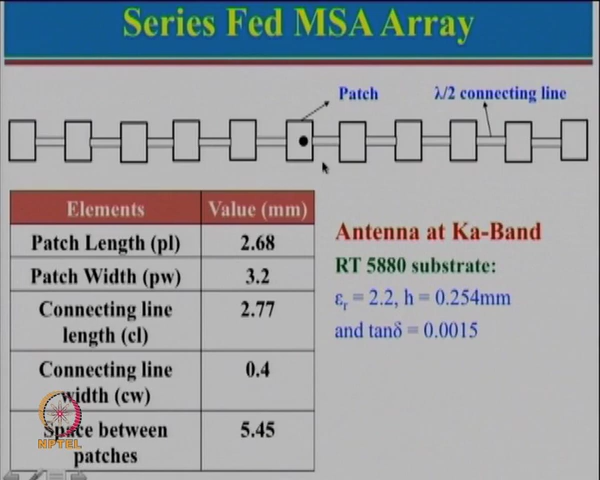 Series Fed MSA Array
Patch
λ/2 connecting line
Elements Value (mm)
Patch Length (pl) 2.68
Patch Width (pw) 3.2
Connecting line
length (cl) 2.77
Connecting line
width (cw) 0.4
Space between
patches 5.45
Antenna at Ka-Band
RT 5880 substrate:
εr = 2.2, h = 0.254mm
and tanδ = 0.0015
NPTEL